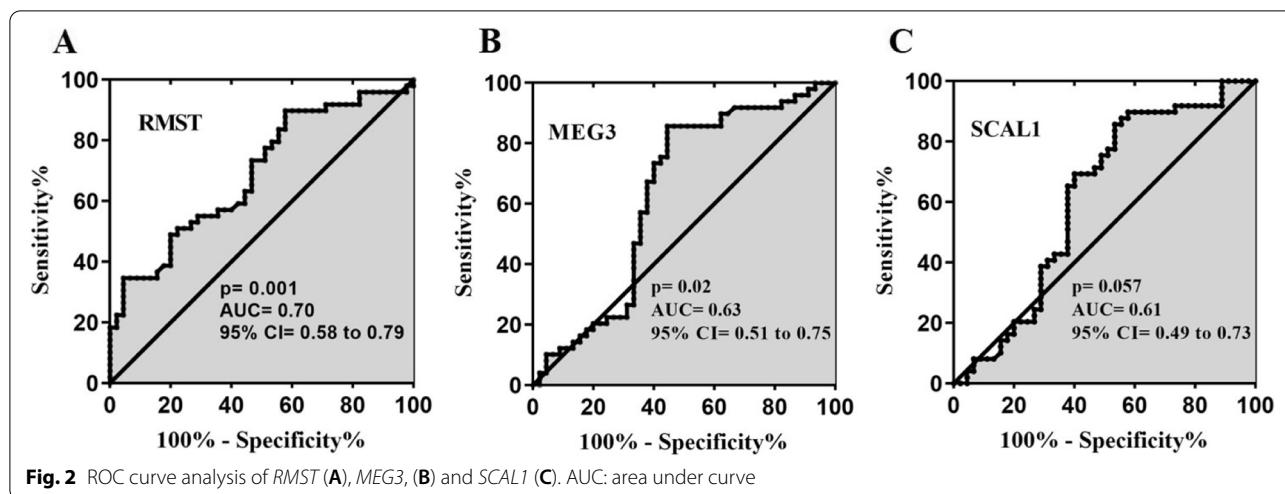 A
100
80
60
40
20
0
Sensitivity%
RMST
p= 0.001
AUC= 0.70
95% CI= 0.58 to 0.79
0 20 40 60 80 100
100% - Specificity%
B
100
80
60
40
20
0
Sensitivity%
MEG3
p= 0.02
AUC= 0.63
95% CI= 0.51 to 0.75
0 20 40 60 80 100
100% - Specificity%
C
100
80
60
40
20
0
Sensitivity%
SCAL1
p= 0.057
AUC= 0.61
95% CI= 0.49 to 0.73
0 20 40 60 80 100
100% - Specificity%
Fig. 2 ROC curve analysis of RMST (A), MEG3, (B) and SCAL1 (C). AUC: area under curve